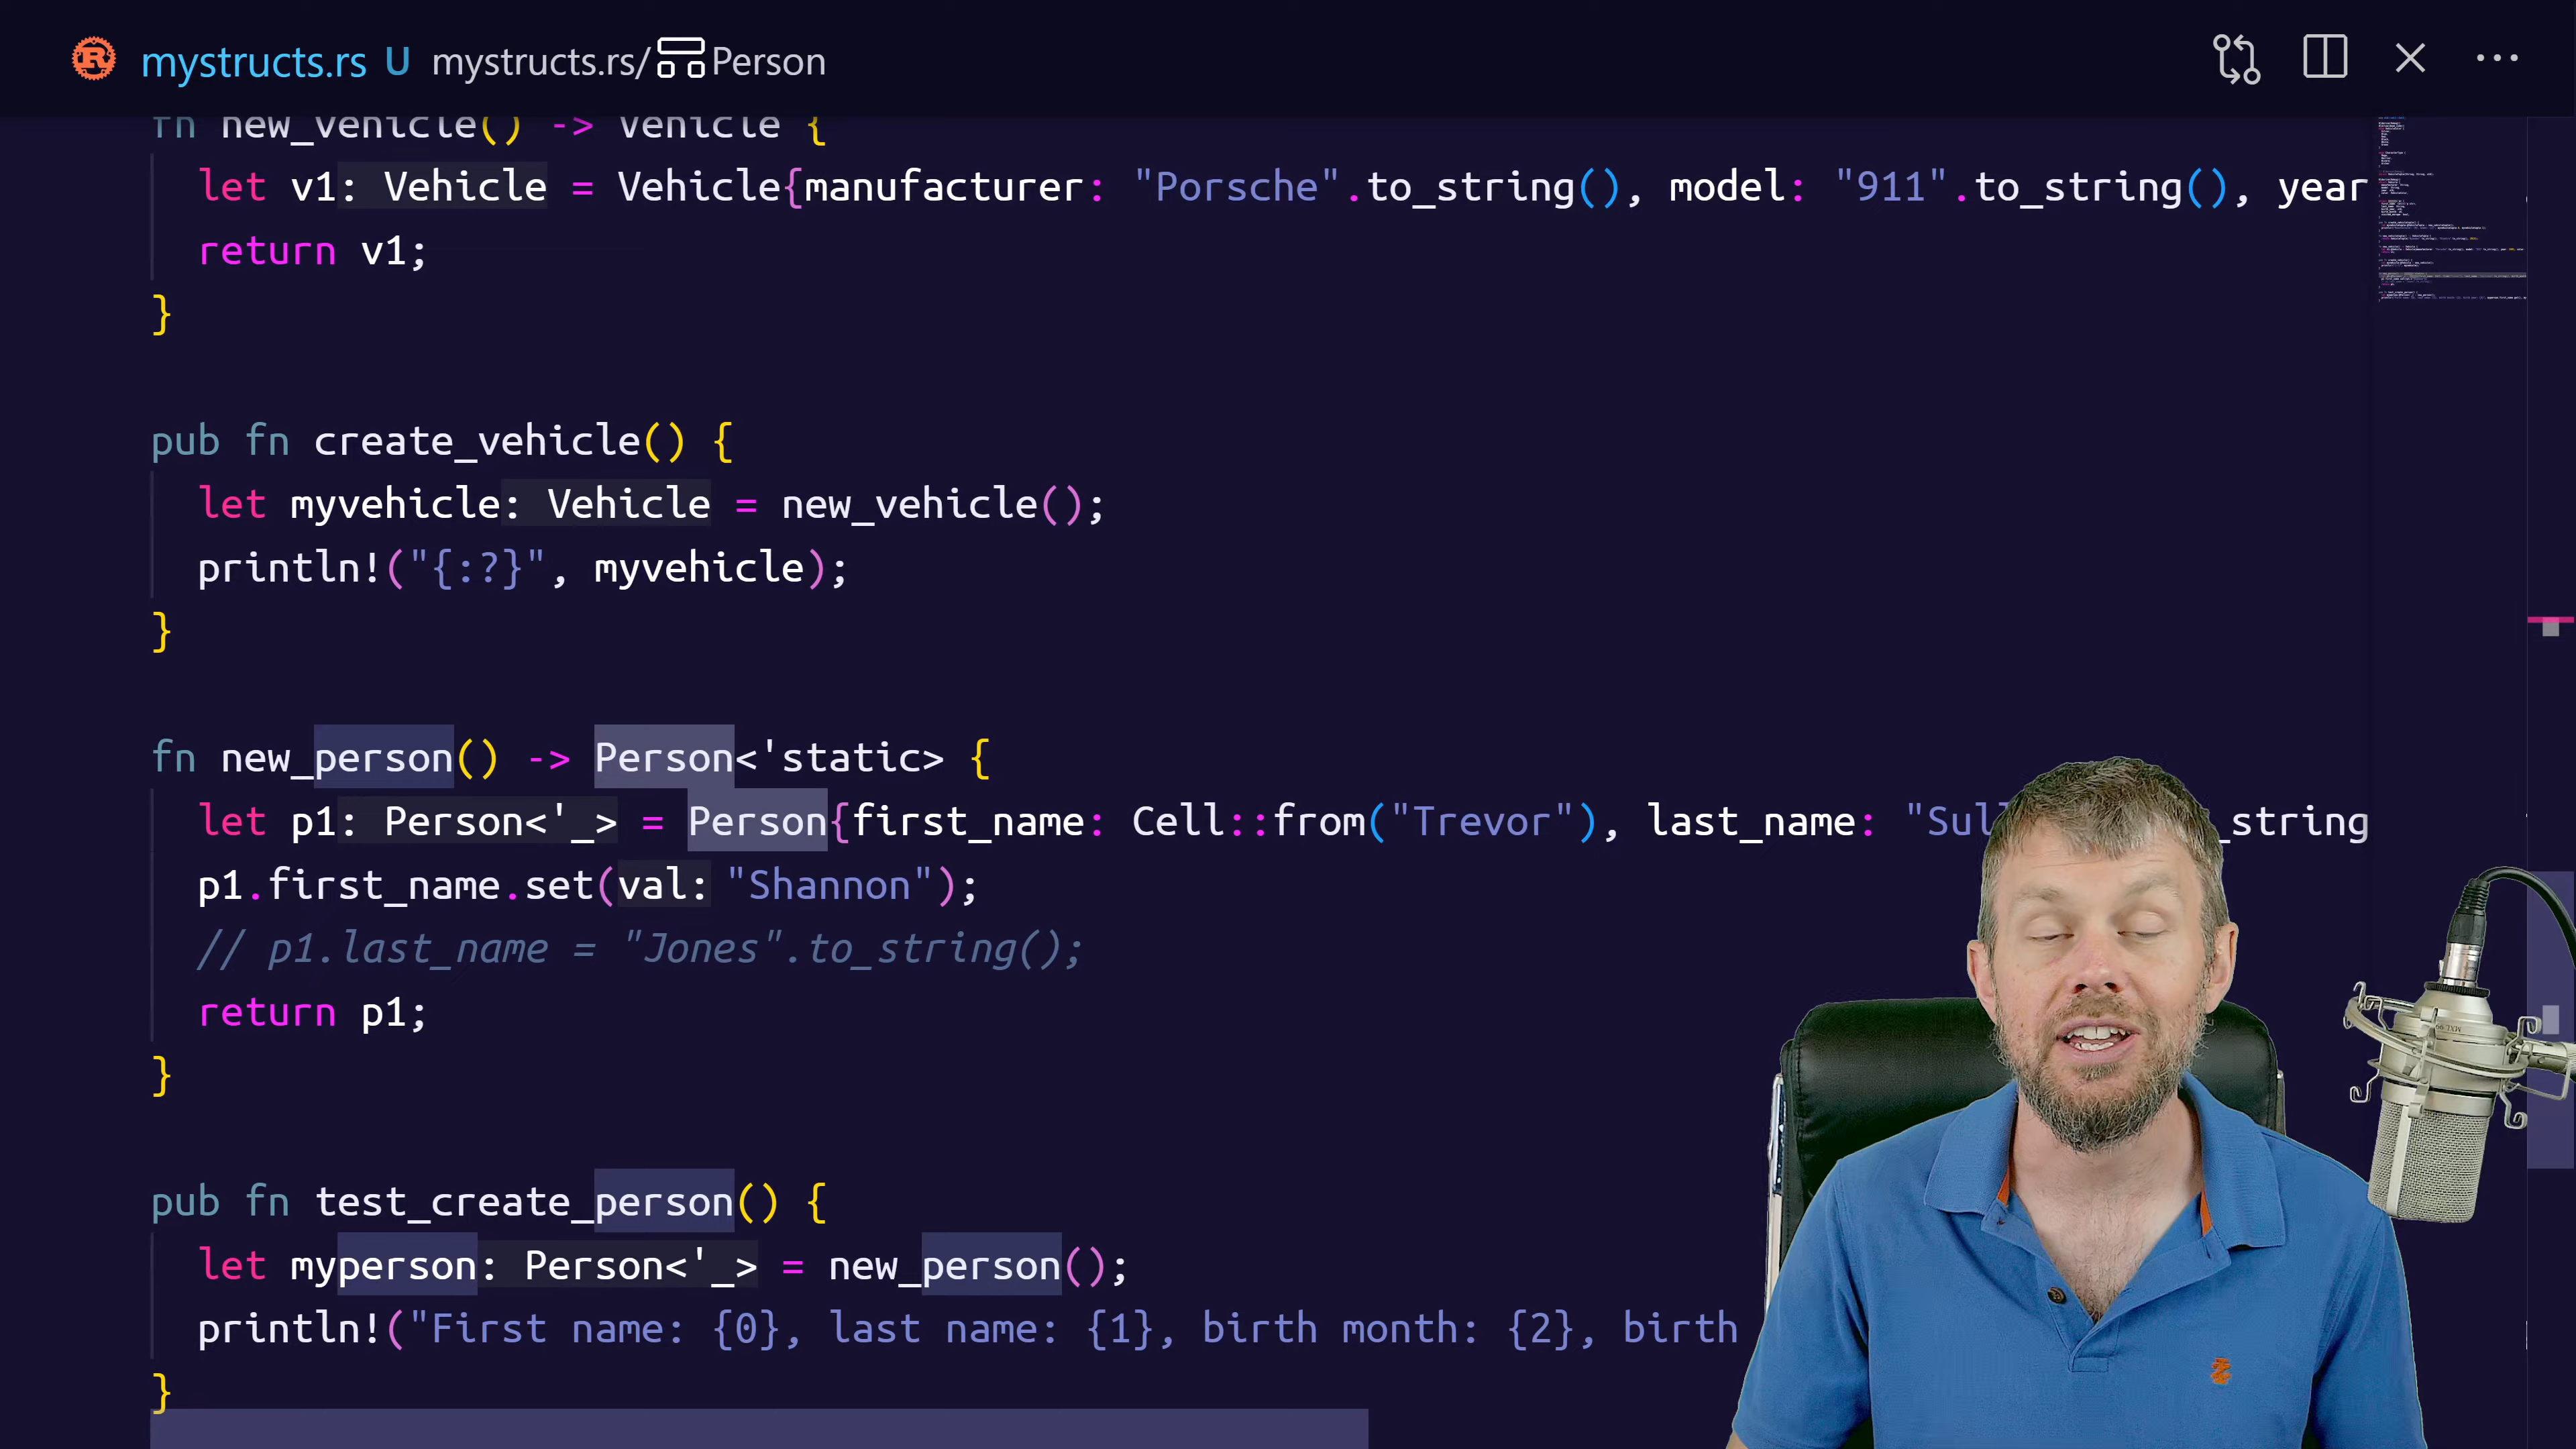 mystructs.rs U mystructs.rs/ Person
fn new_vehicle() -> Vehicle {
let v1: Vehicle = Vehicle{manufacturer: "Porsche".to_string(), model: "911".to_string(), year
return v1;
}
pub fn create_vehicle() {
let myvehicle: Vehicle = new_vehicle();
println!("{:?}", myvehicle);
}
fn new_person() -> Person<'static> {
let p1: Person<'_> = Person{first_name: Cell::from("Trevor"), last_name: "Sul _string
p1.first_name.set(val: "Shannon");
// p1.last_name = "Jones".to_string();
return p1;
}
pub fn test_create_person() {
let myperson: Person<'_> = new_person();
println!("First name: {0}, last name: {1}, birth month: {2}, birth
}